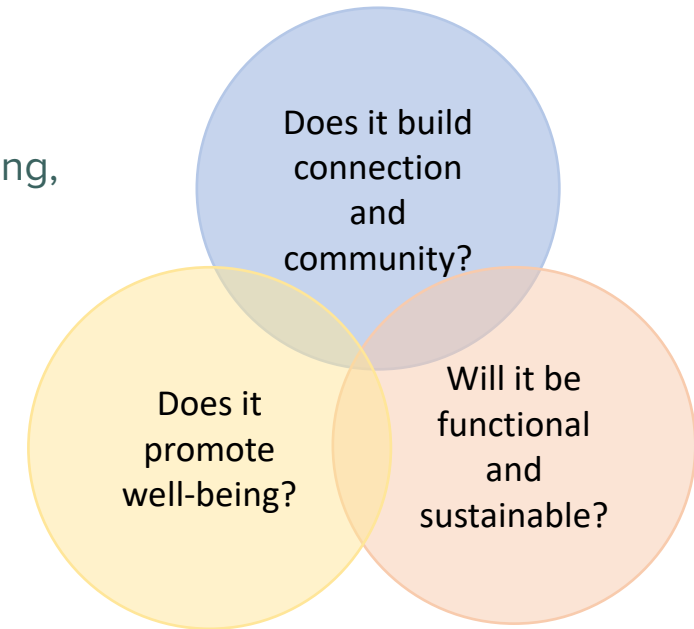 ng,
Does it build
connection
and
community?
Does it
promote
well-being?
Will it be
functional
and
sustainable?